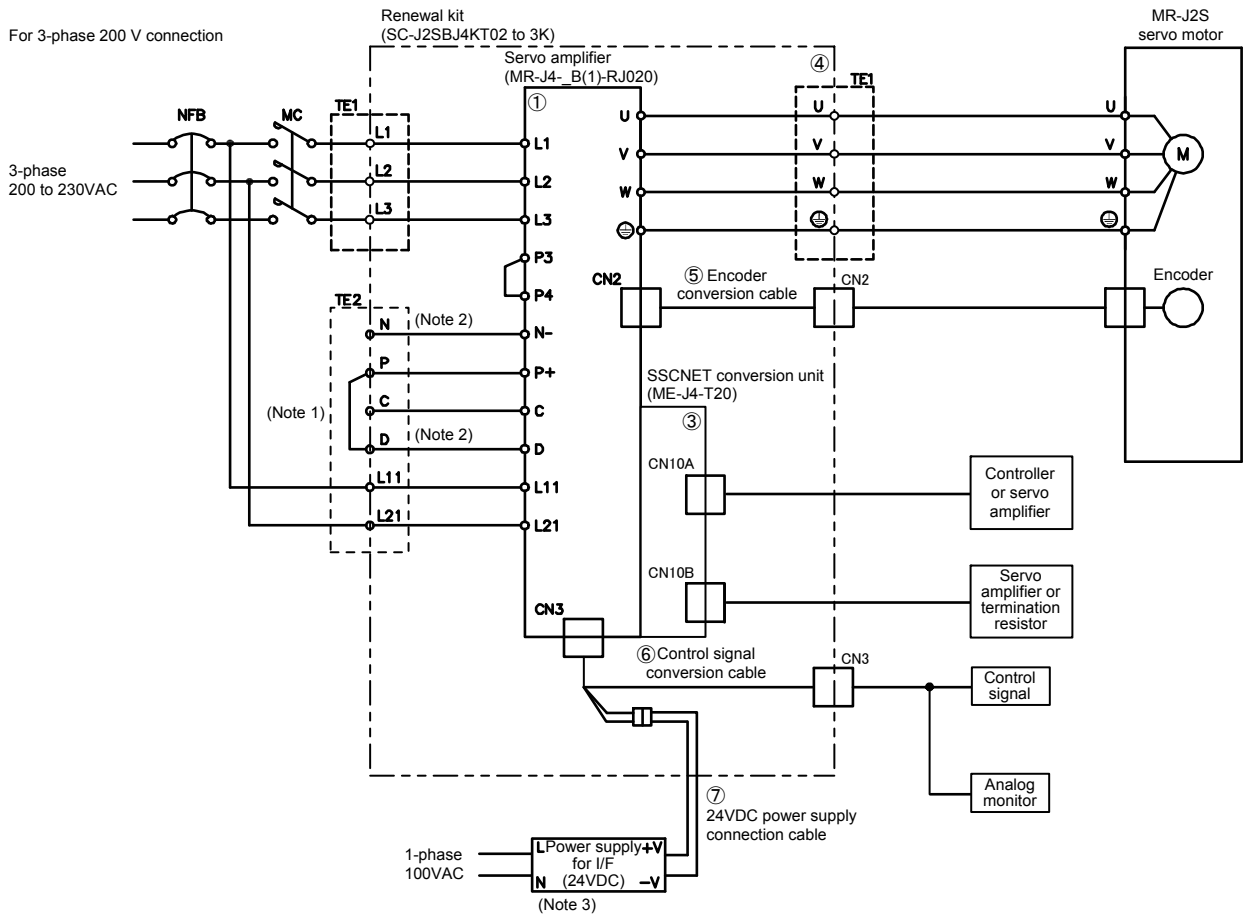 For 3-phase 200 V connection
Renewal kit
(SC-J2SBJ4KT02 to 3K)
MR-J2S
servo motor
Servo amplifier
(MR-J4-_B(1)-RJ020)
④
TE1
①
NFB
MC
TE1
U
U
U
L1
L1
V
V
V
M
3-phase
200 to 230VAC
L2
L2
W
W
W
L3
L3
P3
P4
CN2
⑤ Encoder
conversion cable
CN2
Encoder
TE2
N
(Note 2)
N-
P
P+
SSCNET conversion unit
(ME-J4-T20)
(Note 1)
C
C
③
D
(Note 2)
D
CN10A
Controller
or servo
amplifier
L11
L11
L21
L21
CN10B
Servo
amplifier or
termination
resistor
CN3
⑥ Control signal
conversion cable
CN3
Control
signal
Analog
monitor
⑦
24VDC power supply
connection cable
1-phase
100VAC
L
Power supply
for I/F
(24VDC)
+V
N
-V
(Note 3)